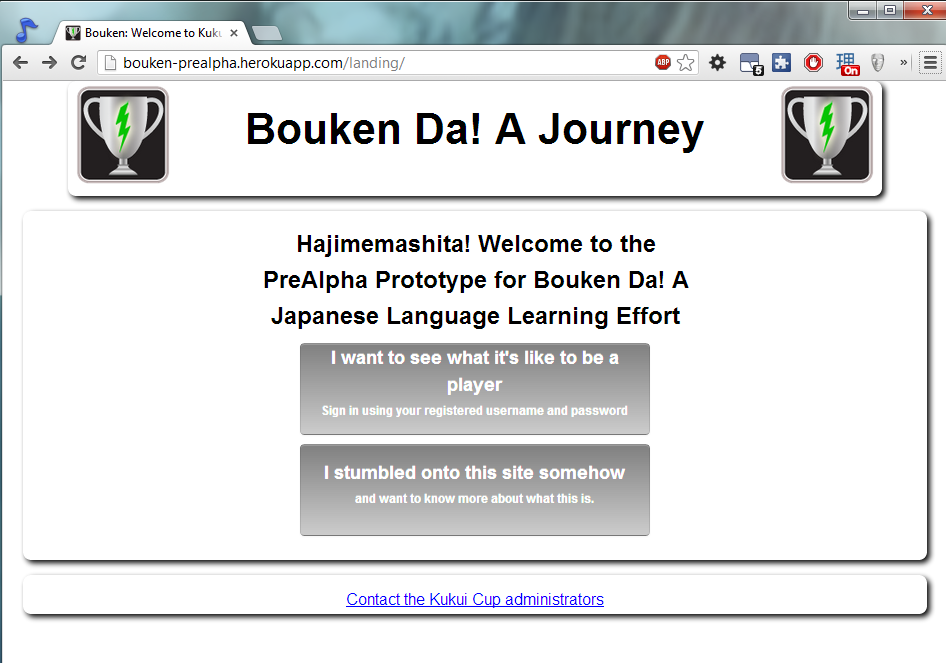 Bouken: Welcome to Kuku
bouken-prealpha.herokuapp.com/landing/
ABP
5
理
On
»
Bouken Da! A Journey
Hajimemashita! Welcome to the
PreAlpha Prototype for Bouken Da! A
Japanese Language Learning Effort
I want to see what it's like to be a
player
Sign in using your registered username and password
I stumbled onto this site somehow
and want to know more about what this is.
Contact the Kukui Cup administrators